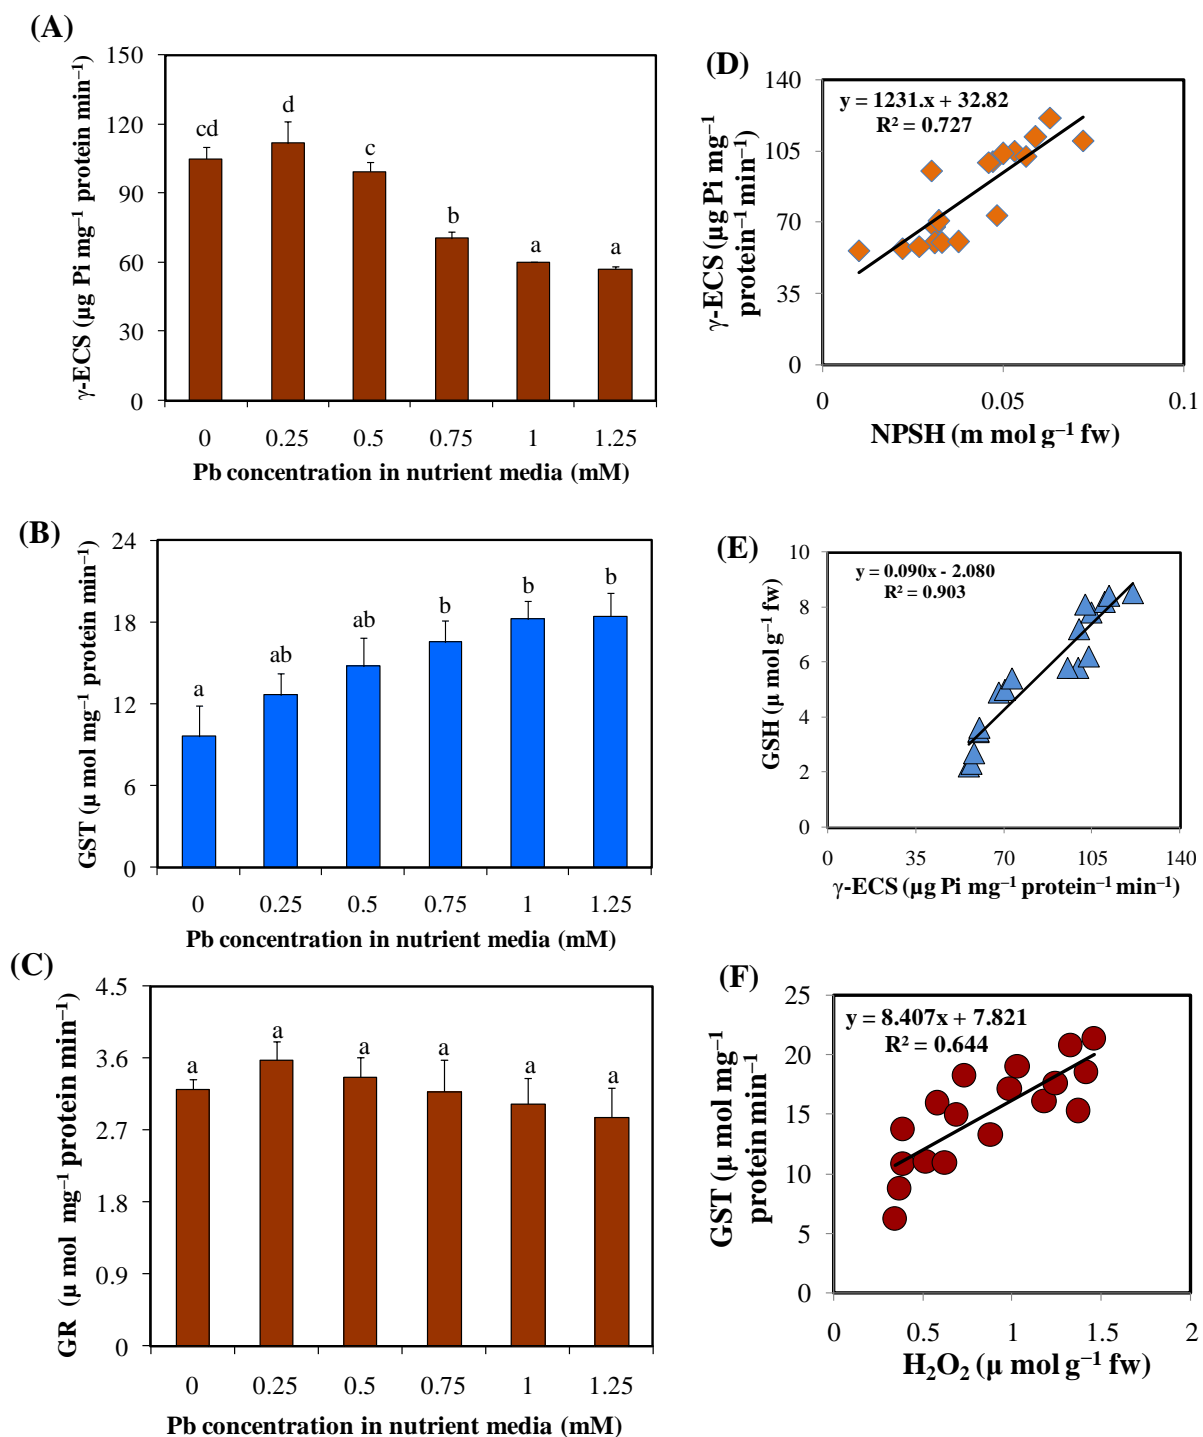 (A)
γ-ECS (µg Pi mg⁻¹ protein min⁻¹)
150
120
90
60
30
0
cd
d
c
b
a
a
0 0.25 0.5 0.75 1 1.25
Pb concentration in nutrient media (mM)
(B)
GST (µ mol mg⁻¹ protein min⁻¹)
24
18
12
6
0
a
ab
ab
b
b
b
0 0.25 0.5 0.75 1 1.25
Pb concentration in nutrient media (mM)
(C)
GR (µ mol mg⁻¹ protein min⁻¹)
4.5
3.6
2.7
1.8
0.9
0
a
a
a
a
a
a
0 0.25 0.5 0.75 1 1.25
Pb concentration in nutrient media (mM)
(D)
γ-ECS (µg Pi mg⁻¹
protein⁻¹ min⁻¹)
140
105
70
35
0
y = 1231.x + 32.82
R² = 0.727
0 0.05 0.1
NPSH (m mol g⁻¹ fw)
(E)
GSH (µ mol g⁻¹ fw)
10
8
6
4
2
0
y = 0.090x - 2.080
R² = 0.903
0 35 70 105 140
γ-ECS (µg Pi mg⁻¹ protein⁻¹ min⁻¹)
(F)
GST (µ mol mg⁻¹
protein min⁻¹
25
20
15
10
5
0
y = 8.407x + 7.821
R² = 0.644
0 0.5 1 1.5 2
H₂O₂ (µ mol g⁻¹ fw)